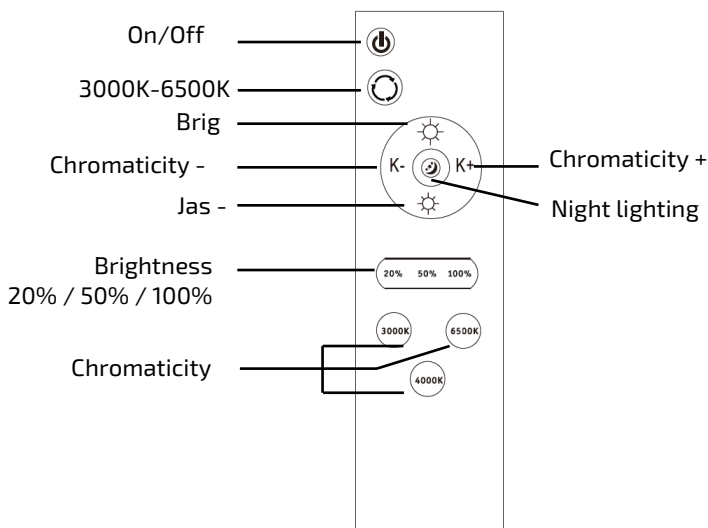 On/Off
3000K-6500K
Brig
Chromaticity -
K-
K+
Chromaticity +
Jas -
Night lighting
Brightness
20% / 50% / 100%
20% 50% 100%
3000K 6500K
Chromaticity
4000K